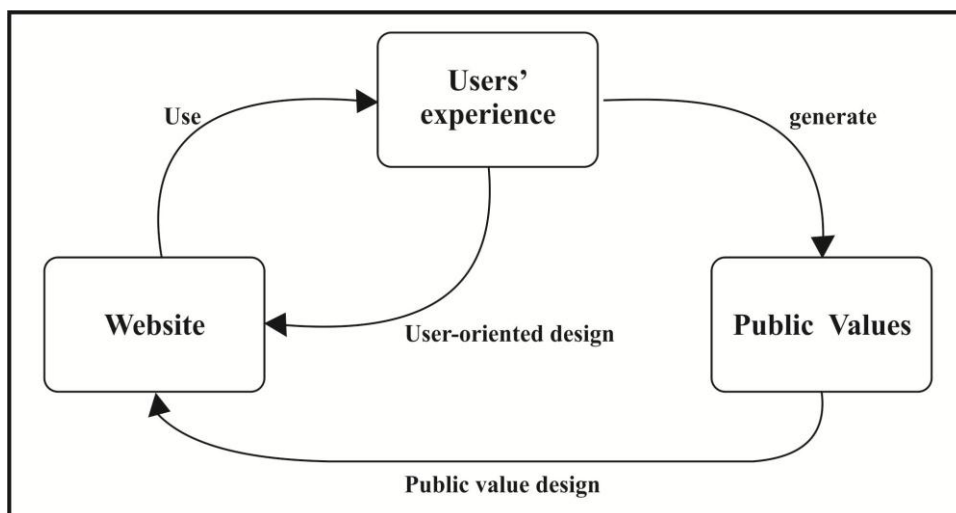 Users’
experience
Use
generate
Website
User-oriented design
Public Values
Public value design